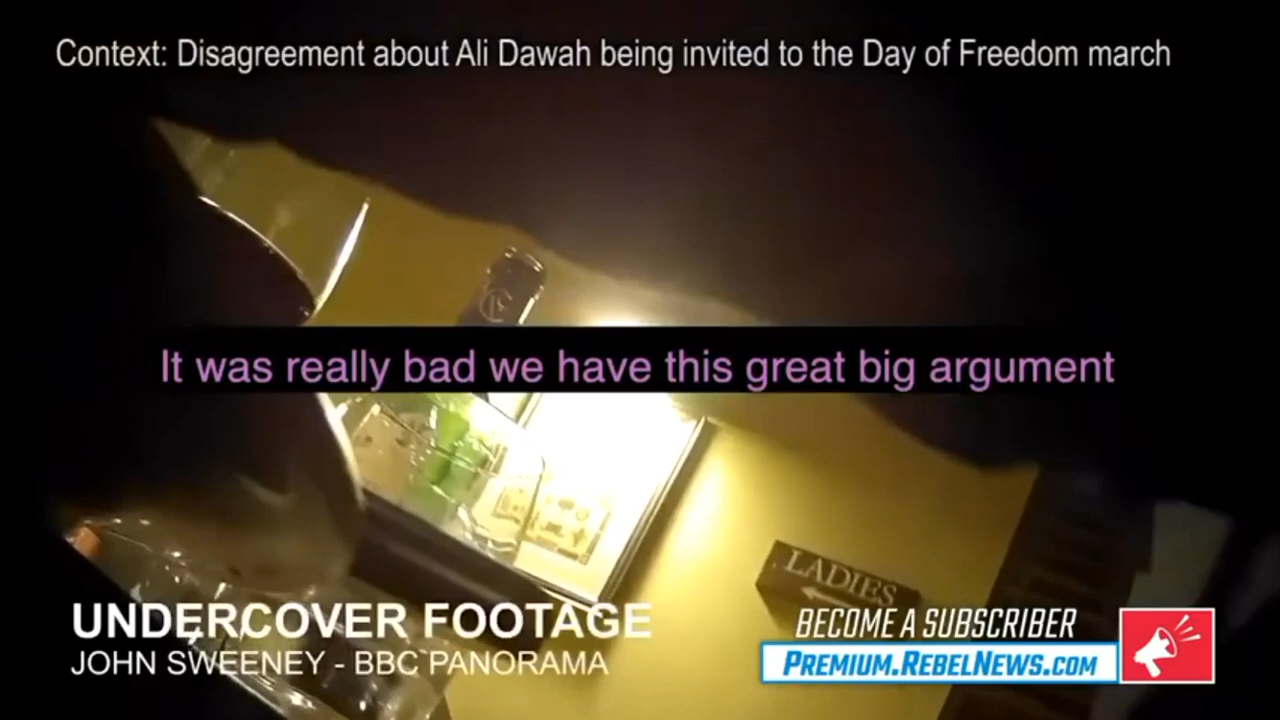 Context: Disagreement about Ali Dawah being invited to the Day of Freedom march
It was really bad we have this great big argument
LADIES
UNDERCOVER FOOTAGE
JOHN SWEENEY - BBC PANORAMA
BECOME A SUBSCRIBER
PREMIUM.REBELNEWS.COM